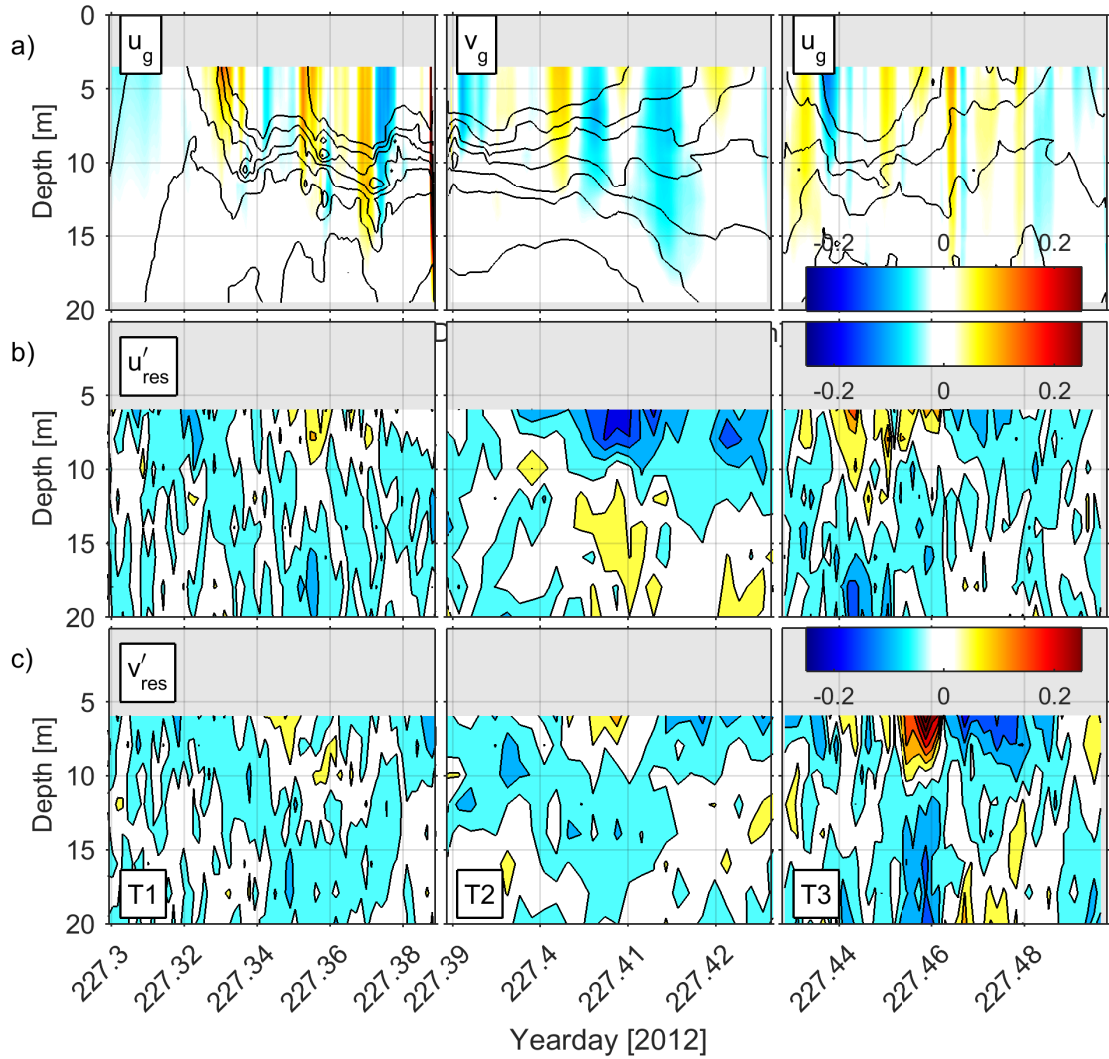 a)
u_g
v_g
u_g
0
5
10
15
20
Depth [m]
-0.2 0 0.2
b)
u′_res
5
10
15
20
Depth [m]
-0.2 0 0.2
c)
v′_res
5
10
15
20
Depth [m]
-0.2 0 0.2
T1
T2
T3
227.3 227.32 227.34 227.36 227.38 227.39 227.4 227.41 227.42 227.44 227.46 227.48
Yearday [2012]